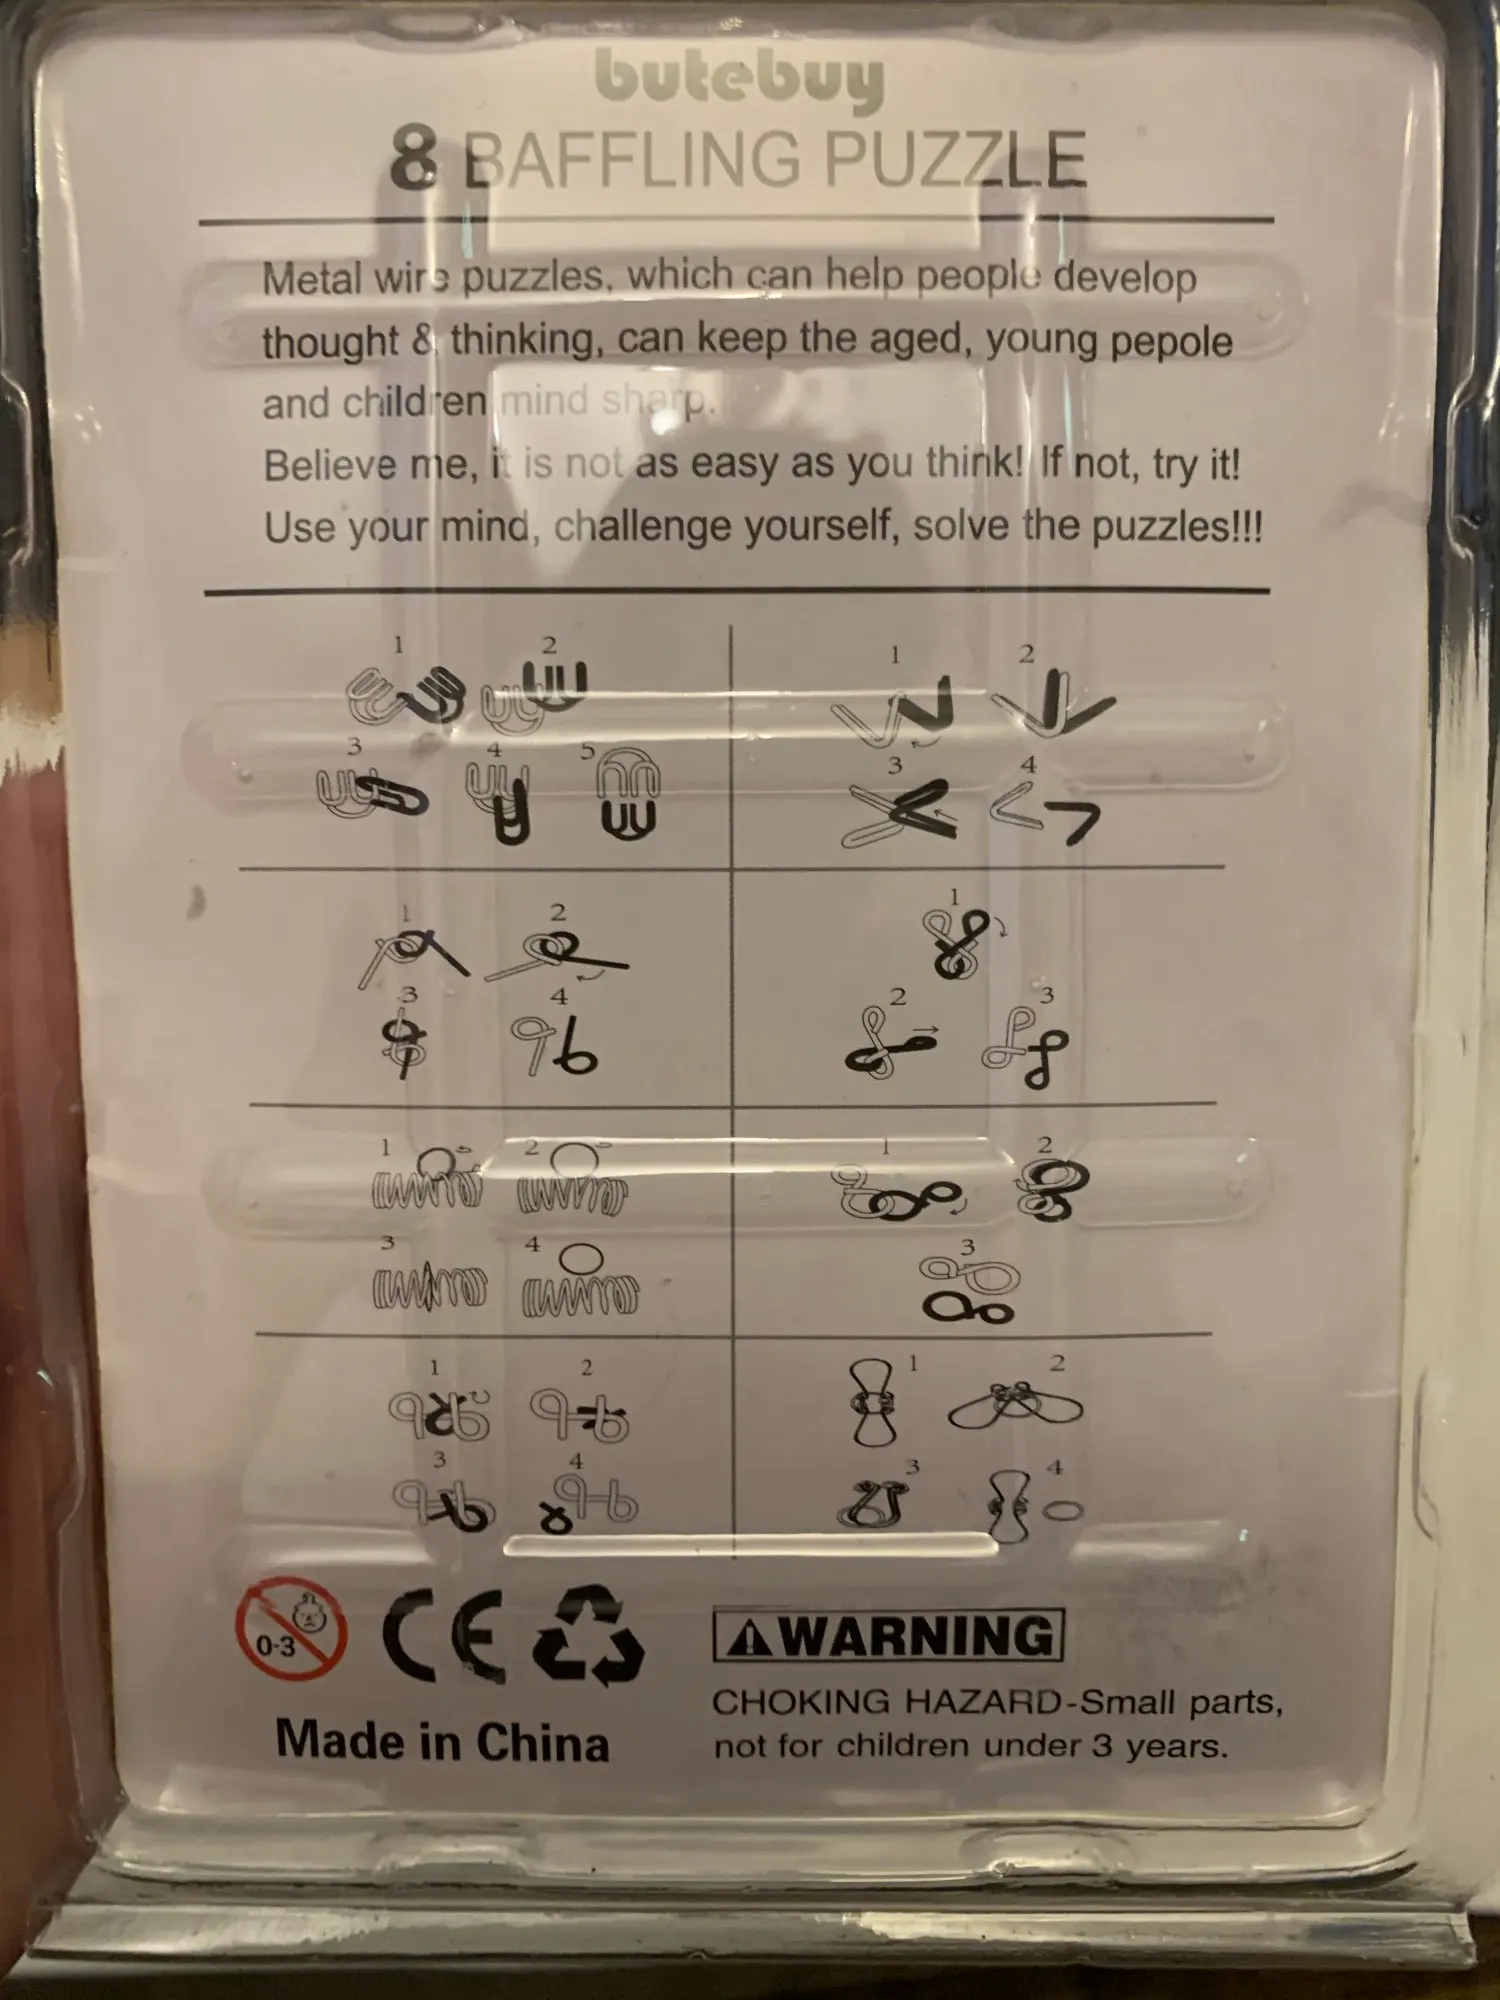 butebuy
8 BAFFLING PUZZLE
Metal wire puzzles, which can help people develop
thought & thinking, can keep the aged, young pepole
and children mind sharp.
Believe me, it is not as easy as you think! If not, try it!
Use your mind, challenge yourself, solve the puzzles!!!
1 2
3 4 5
1 2
3 4
1 2
3 4
1
2 3
1 2
3 4
1 2
3
1 2
3 4
1 2
3 4
0-3 CE
WARNING
CHOKING HAZARD-Small parts,
not for children under 3 years.
Made in China